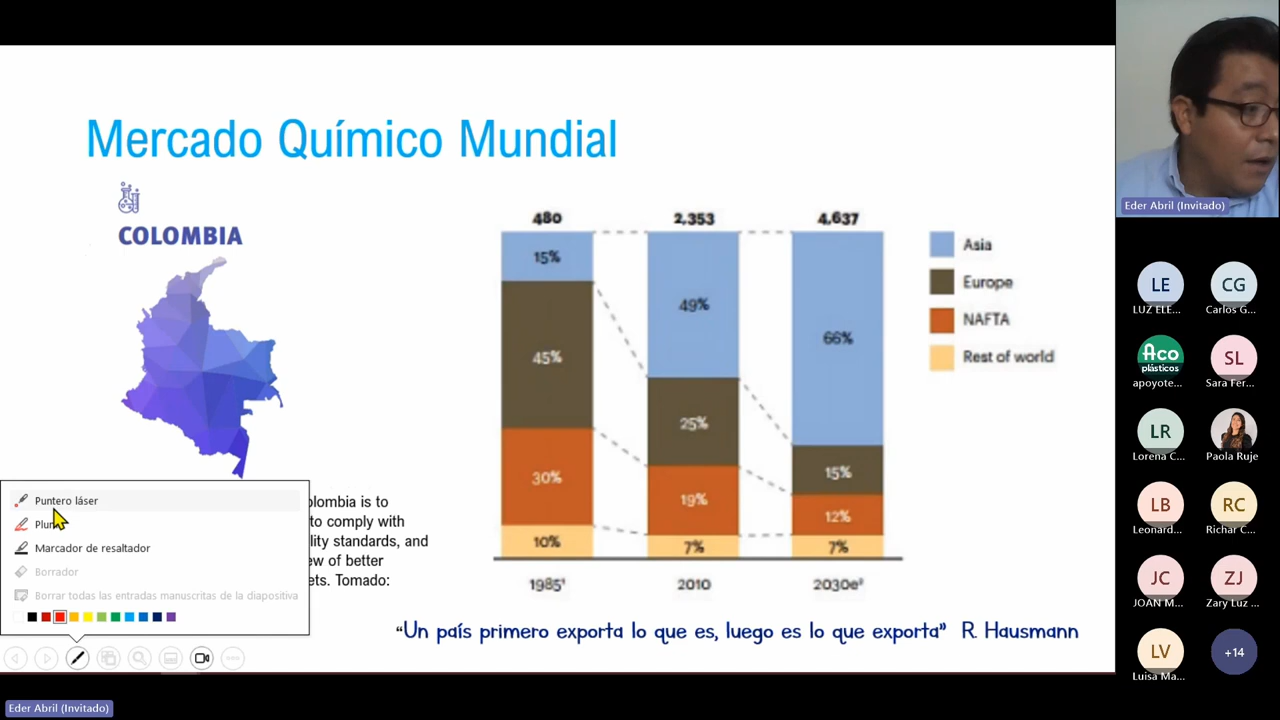 Mercado Químico Mundial
COLOMBIA
480
2,353
4,637
15%
49%
66%
45%
25%
15%
30%
19%
12%
10%
7%
7%
1985¹
2010
2030e²
Asia
Europe
NAFTA
Rest of world
olombia is to
to comply with
lity standards, and
ew of better
ets. Tomado:
“Un país primero exporta lo que es, luego es lo que exporta” R. Hausmann
Puntero láser
Marcador de resaltador
Borrador
Borrar todas las entradas manuscritas de la diapositiva
Eder Abril (Invitado)
Eder Abril (Invitado)
LE
CG
LUZ ELE...
Carlos G...
Aco
plásticos
SL
apoyote...
Sara Fer...
LR
Lorena C...
Paola Ruje
LB
RC
Leonard...
Richar C...
JC
ZJ
JOAN M...
Zary Luz ...
LV
+14
Luisa Ma...